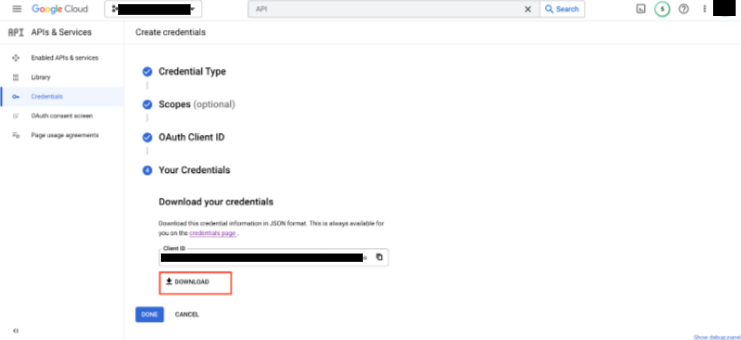 Google Cloud
API
Search
5
API APIs & Services
Create credentials
Enabled APIs & services
Library
Credentials
OAuth consent screen
Page usage agreements
Credential Type
Scopes (optional)
OAuth Client ID
4 Your Credentials
Download your credentials
Download this credential information in JSON format. This is always available for
you on the credentials page .
Client ID
DOWNLOAD
DONE
CANCEL
Show debug panel